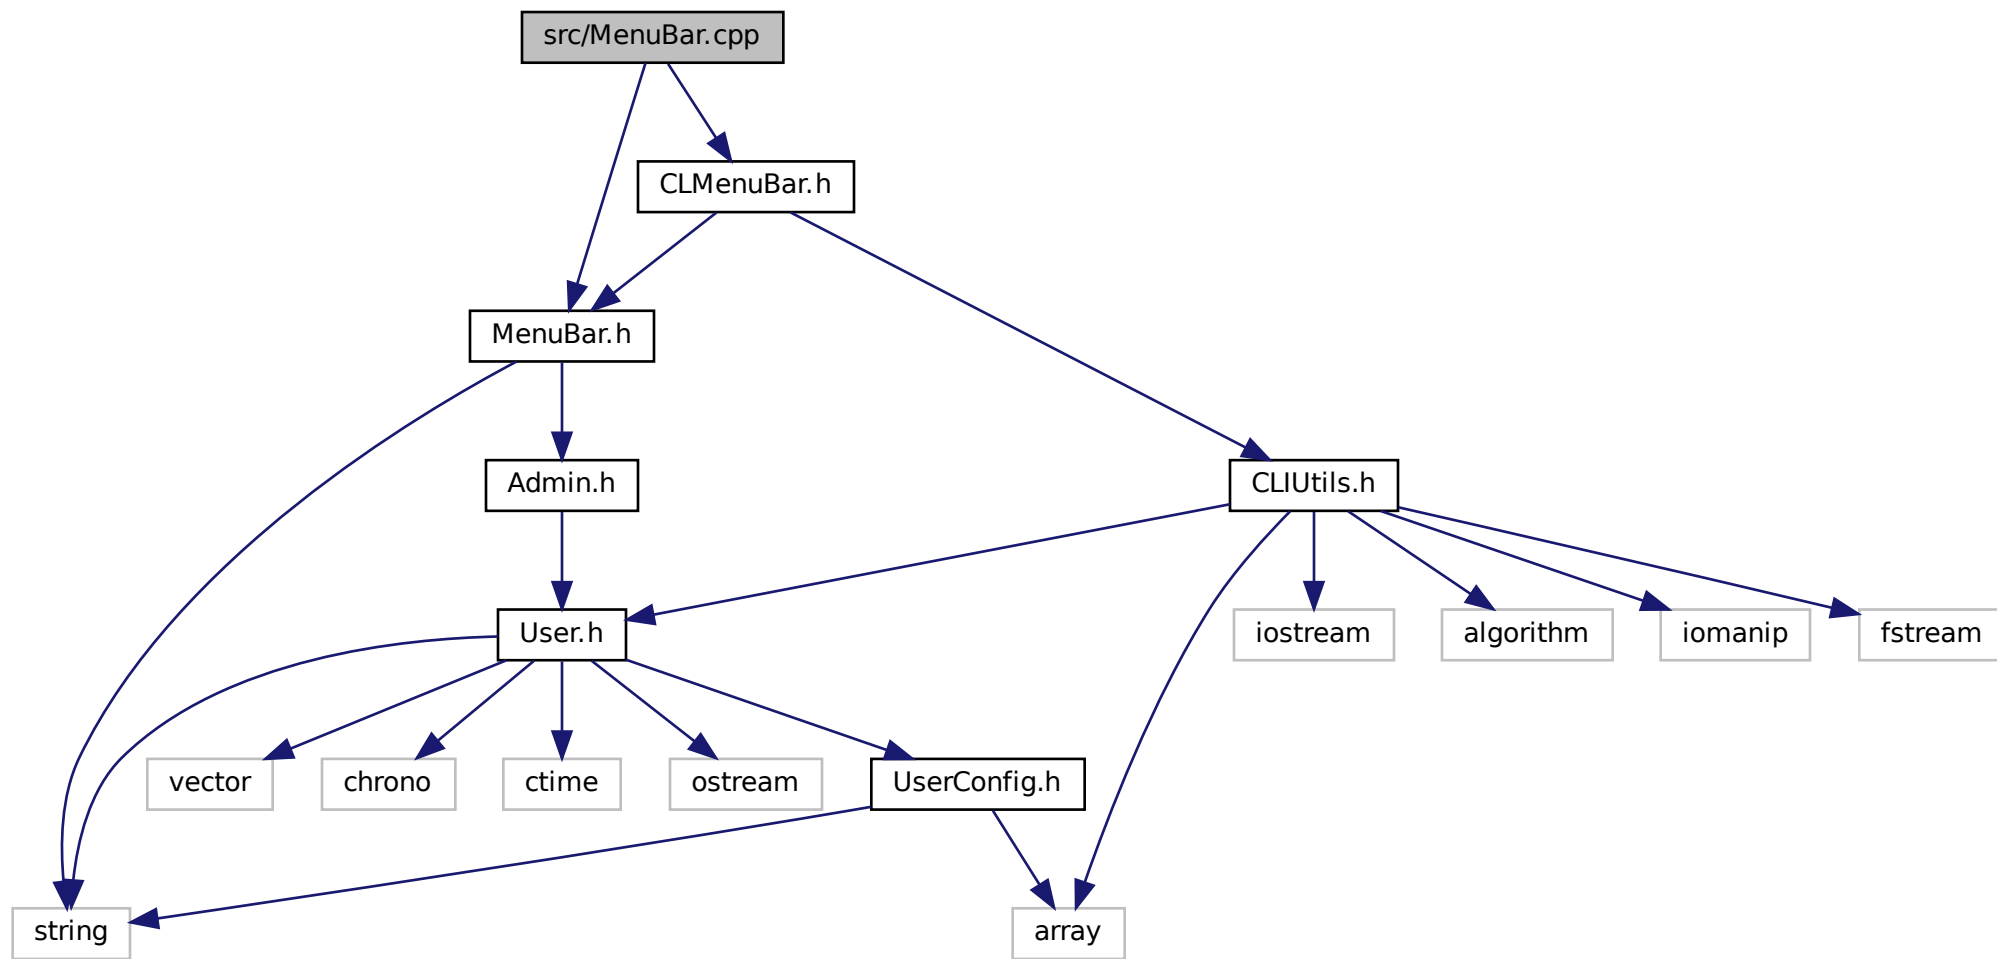 src/MenuBar.cpp
CLMenuBar.h
MenuBar.h
Admin.h
CLIUtils.h
User.h
iostream
algorithm
iomanip
fstream
vector
chrono
ctime
ostream
UserConfig.h
string
array